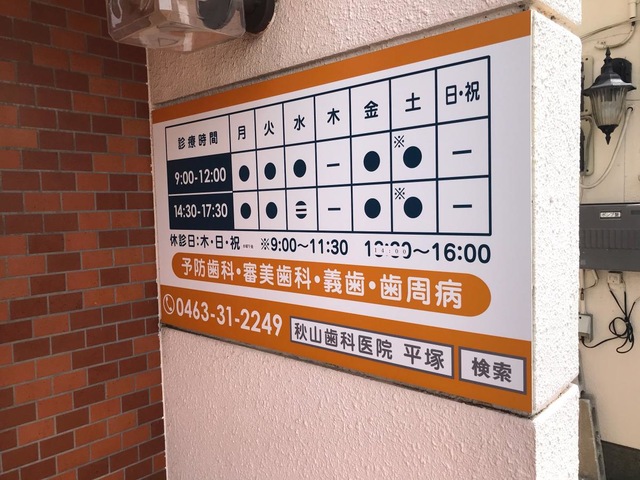 診療時間 月 火 水 木 金 土 日・祝
9:00-12:00 ● ● ● ー ● ※● ー
14:30-17:30 ● ● ー ● ※● ー
休診日:木・日・祝 ※9:00〜11:30 〜16:00
予防歯科・審美歯科・義歯・歯周病
0463-31-2249 秋山歯科医院 平塚 検索